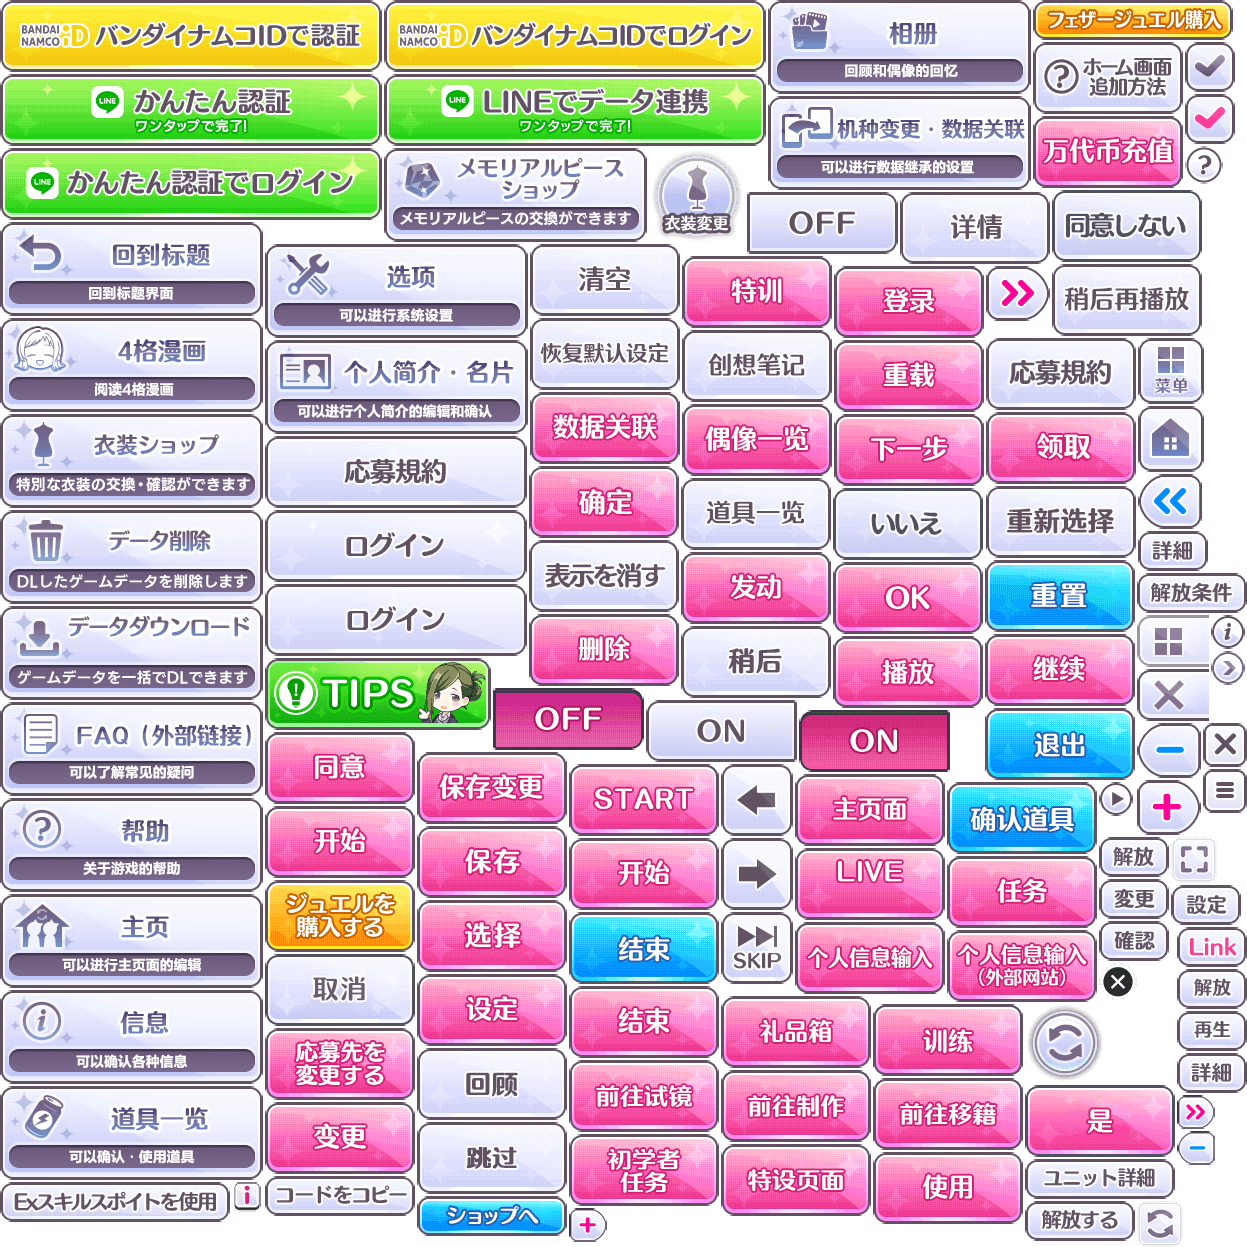 BANDAI NAMCO iD バンダイナムコIDで認証
BANDAI NAMCO iD バンダイナムコIDでログイン
相册
回顾和偶像的回忆
フェザージュエル購入
ホーム画面
追加方法
LINE かんたん認証
ワンタップで完了!
LINE LINEでデータ連携
ワンタップで完了!
机种变更・数据关联
可以进行数据继承的设置
万代币充值
?
LINE かんたん認証でログイン
メモリアルピース
ショップ
メモリアルピースの交換ができます
衣装変更
OFF
详情
同意しない
回到标题
回到标题界面
选项
可以进行系统设置
清空
特训
登录
稍后再播放
4格漫画
阅读4格漫画
个人简介・名片
可以进行个人简介的编辑和确认
恢复默认设定
创想笔记
重载
応募規約
菜单
衣装ショップ
特別な衣装の交換・確認ができます
応募規約
数据关联
偶像一览
下一步
领取
データ削除
DLしたゲームデータを削除します
ログイン
确定
道具一览
いいえ
重新选择
詳細
表示を消す
发动
OK
重置
解放条件
データダウンロード
ゲームデータを一括でDLできます
ログイン
删除
稍后
播放
继续
i
TIPS
OFF
ON
ON
退出
FAQ（外部链接）
可以了解常见的疑问
同意
保存变更
START
主页面
确认道具
帮助
关于游戏的帮助
开始
保存
开始
LIVE
任务
解放
変更
設定
ジュエルを
購入する
选择
结束
SKIP
个人信息输入
个人信息输入
(外部网站)
確認
Link
主页
可以进行主页面的编辑
取消
设定
结束
礼品箱
训练
解放
再生
信息
可以确认各种信息
応募先を
変更する
回顾
前往试镜
前往制作
前往移籍
詳細
是
道具一览
可以确认・使用道具
变更
跳过
初学者
任务
特设页面
使用
ユニット詳細
Exスキルスポイトを使用
i
コードをコピー
ショップへ
解放する